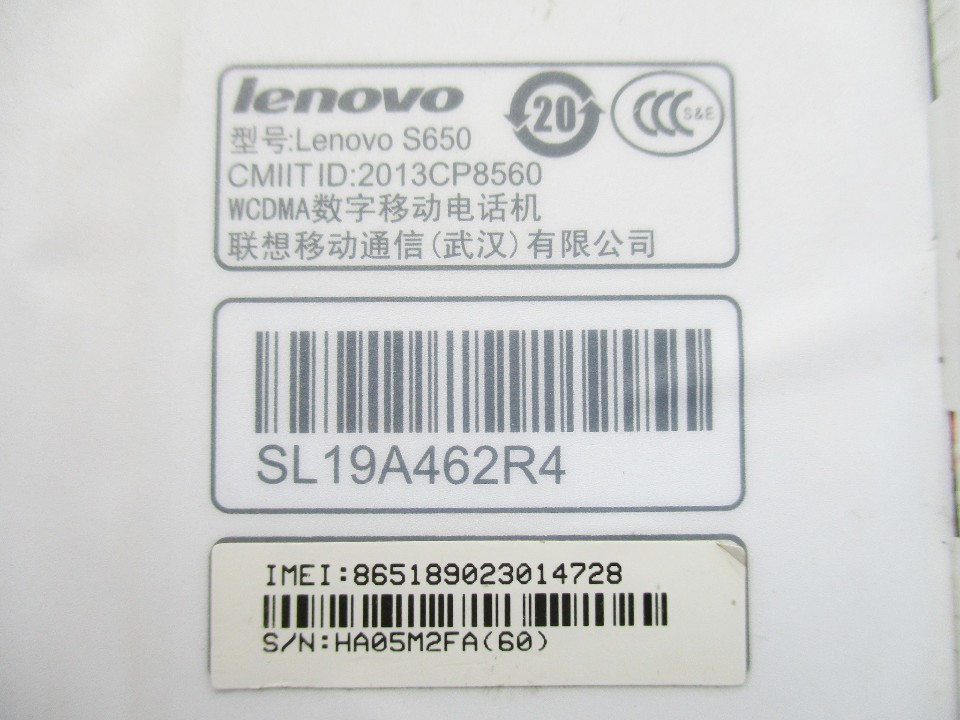 lenovo
型号:Lenovo S650
CMIIT ID:2013CP8560
WCDMA数字移动电话机
联想移动通信(武汉)有限公司
20
CCC S&E
SL19A462R4
IMEI:865189023014728
S/N:HA05M2FA(60)